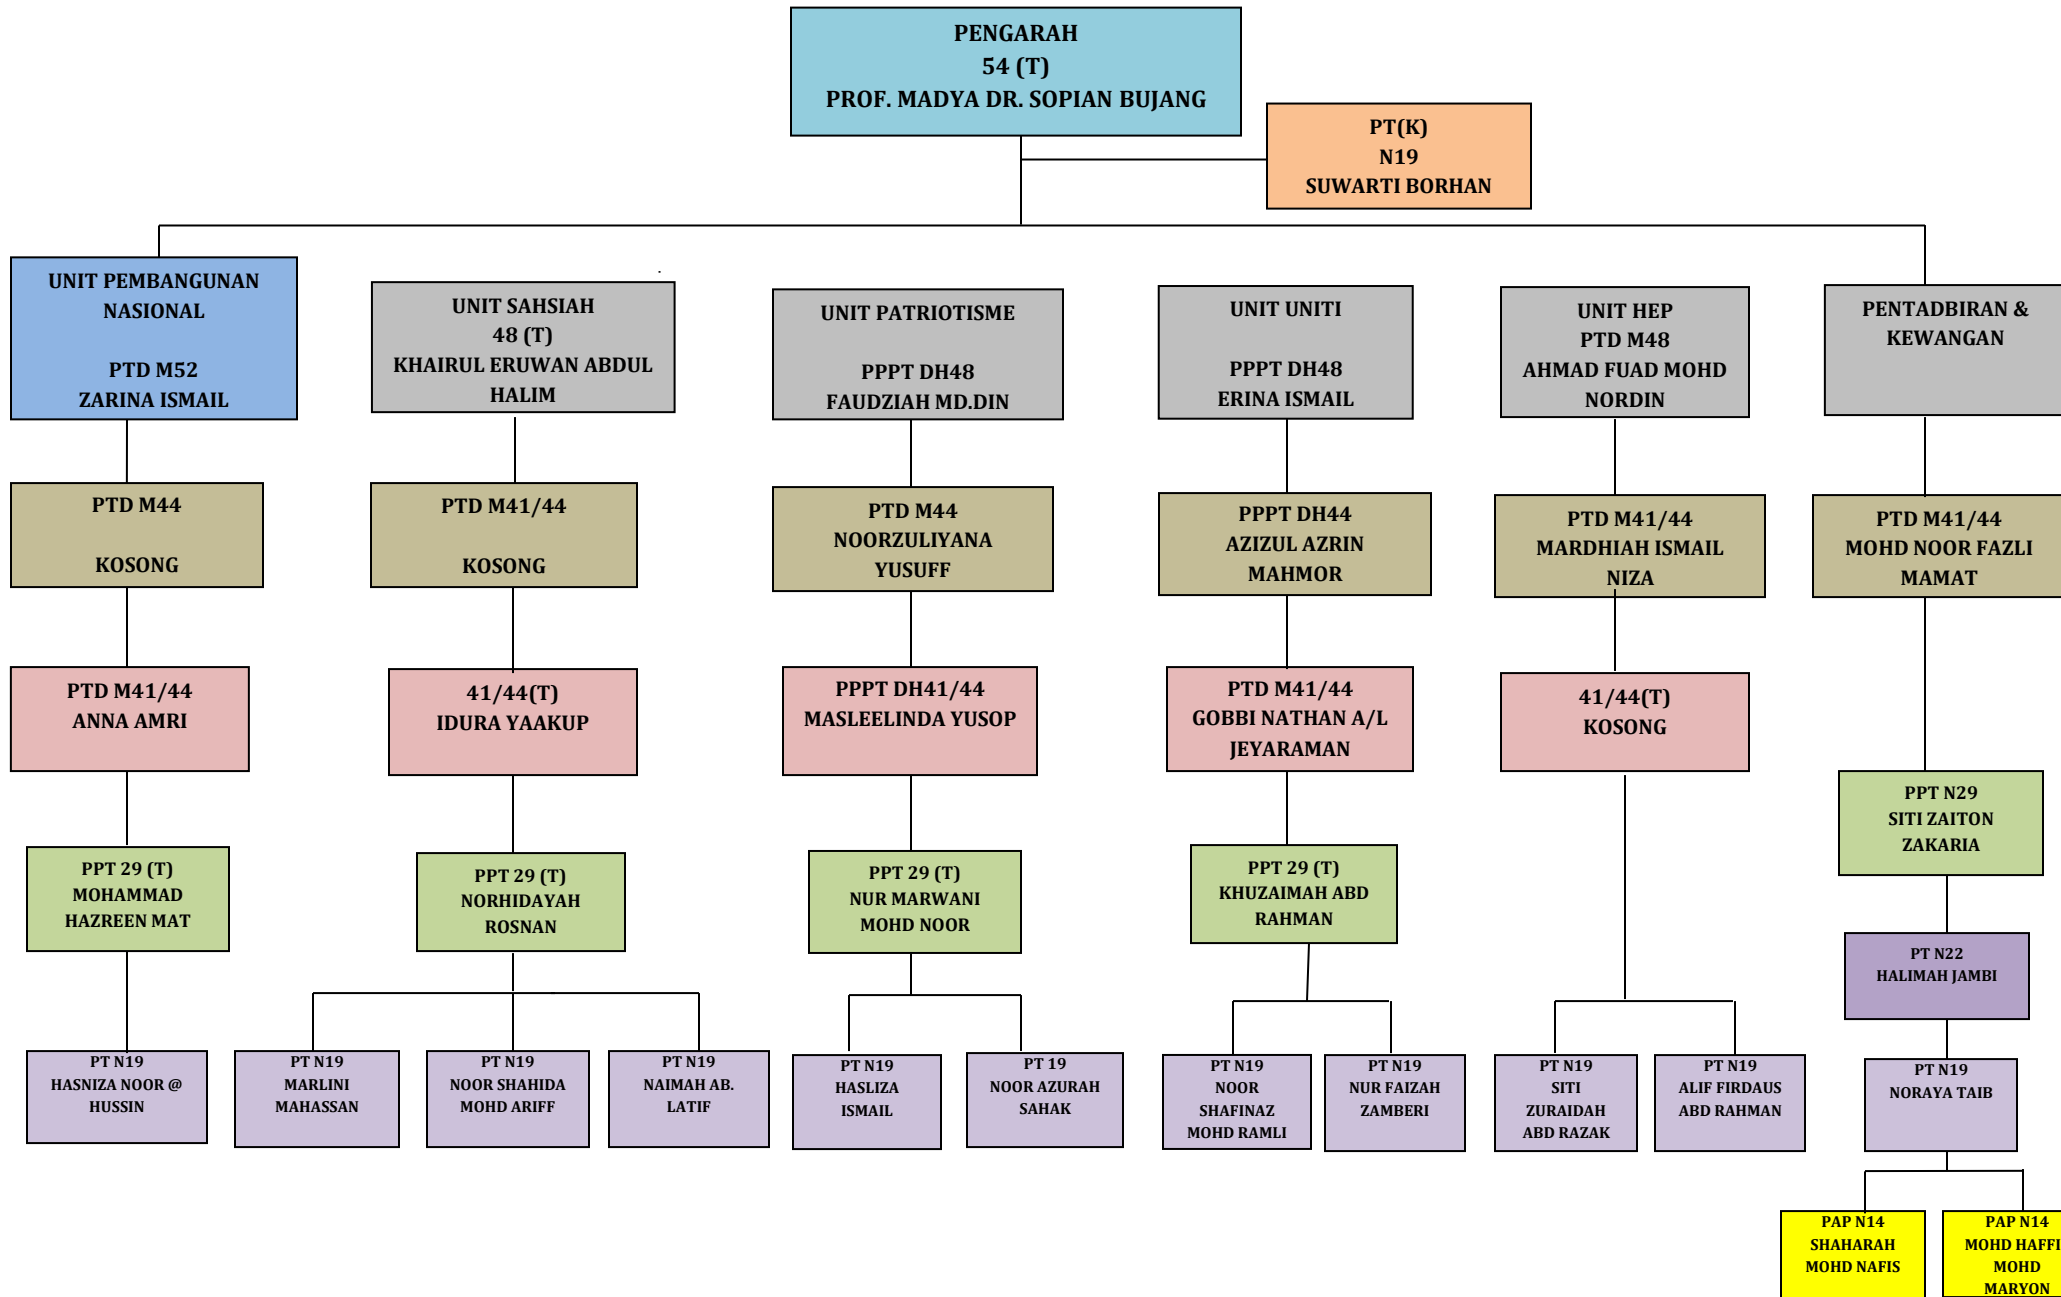 PENGARAH
54 (T)
PROF. MADYA DR. SOPIAN BUJANG
PT(K)
N19
SUWARTI BORHAN
UNIT PEMBANGUNAN
NASIONAL
PTD M52
ZARINA ISMAIL
UNIT SAHSIAH
48 (T)
KHAIRUL ERUWAN ABDUL
HALIM
UNIT PATRIOTISME
PPPT DH48
FAUDZIAH MD.DIN
UNIT UNITI
PPPT DH48
ERINA ISMAIL
UNIT HEP
PTD M48
AHMAD FUAD MOHD
NORDIN
PENTADBIRAN &
KEWANGAN
PTD M44
KOSONG
PTD M41/44
KOSONG
PTD M44
NOORZULIYANA
YUSUFF
PPPT DH44
AZIZUL AZRIN
MAHMOR
PTD M41/44
MARDHIAH ISMAIL
NIZA
PTD M41/44
MOHD NOOR FAZLI
MAMAT
PTD M41/44
ANNA AMRI
41/44(T)
IDURA YAAKUP
PPPT DH41/44
MASLEELINDA YUSOP
PTD M41/44
GOBBI NATHAN A/L
JEYARAMAN
41/44(T)
KOSONG
PPT N29
SITI ZAITON
ZAKARIA
PPT 29 (T)
MOHAMMAD
HAZREEN MAT
PPT 29 (T)
NORHIDAYAH
ROSNAN
PPT 29 (T)
NUR MARWANI
MOHD NOOR
PPT 29 (T)
KHUZAIMAH ABD
RAHMAN
PT N22
HALIMAH JAMBI
PT N19
HASNIZA NOOR @
HUSSIN
PT N19
MARLINI
MAHASSAN
PT N19
NOOR SHAHIDA
MOHD ARIFF
PT N19
NAIMAH AB.
LATIF
PT N19
HASLIZA
ISMAIL
PT 19
NOOR AZURAH
SAHAK
PT N19
NOOR
SHAFINAZ
MOHD RAMLI
PT N19
NUR FAIZAH
ZAMBERI
PT N19
SITI
ZURAIDAH
ABD RAZAK
PT N19
ALIF FIRDAUS
ABD RAHMAN
PT N19
NORAYA TAIB
PAP N14
SHAHARAH
MOHD NAFIS
PAP N14
MOHD
MOHD
MARYON